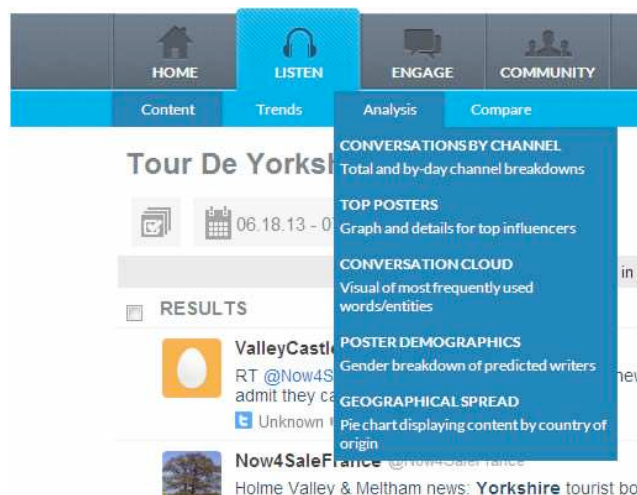 HOME LISTEN ENGAGE COMMUNITY
Content Trends Analysis Compare
Tour De Yorksh
CONVERSATIONS BY CHANNEL
Total and by-day channel breakdowns
06.18.13 - 07
TOP POSTERS
Graph and details for top influencers
CONVERSATION CLOUD
Visual of most frequently used
words/entities
in
RESULTS
POSTER DEMOGRAPHICS
Gender breakdown of predicted writers
GEOGRAPHICAL SPREAD
Pie chart displaying content by country of
origin
ValleyCastle
RT @Now4S
admit they ca
Unknown
Now4SaleFrance @Now4SaleFrance
Holme Valley & Meltham news: Yorkshire tourist bo